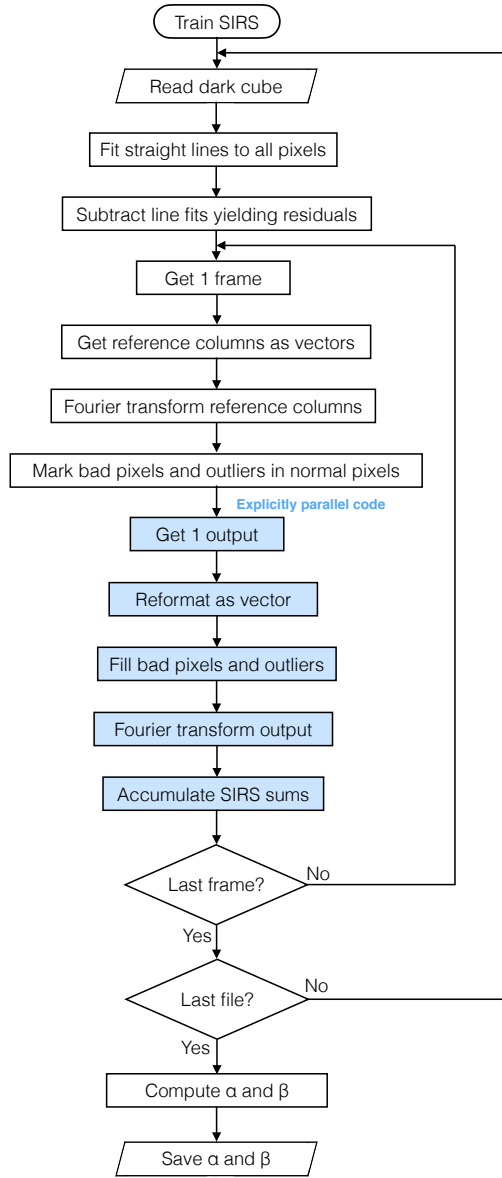 Train SIRS
Read dark cube
Fit straight lines to all pixels
Subtract line fits yielding residuals
Get 1 frame
Get reference columns as vectors
Fourier transform reference columns
Mark bad pixels and outliers in normal pixels
Explicitly parallel code
Get 1 output
Reformat as vector
Fill bad pixels and outliers
Fourier transform output
Accumulate SIRS sums
Last frame?
No
Yes
Last file?
No
Yes
Compute α and β
Save α and β